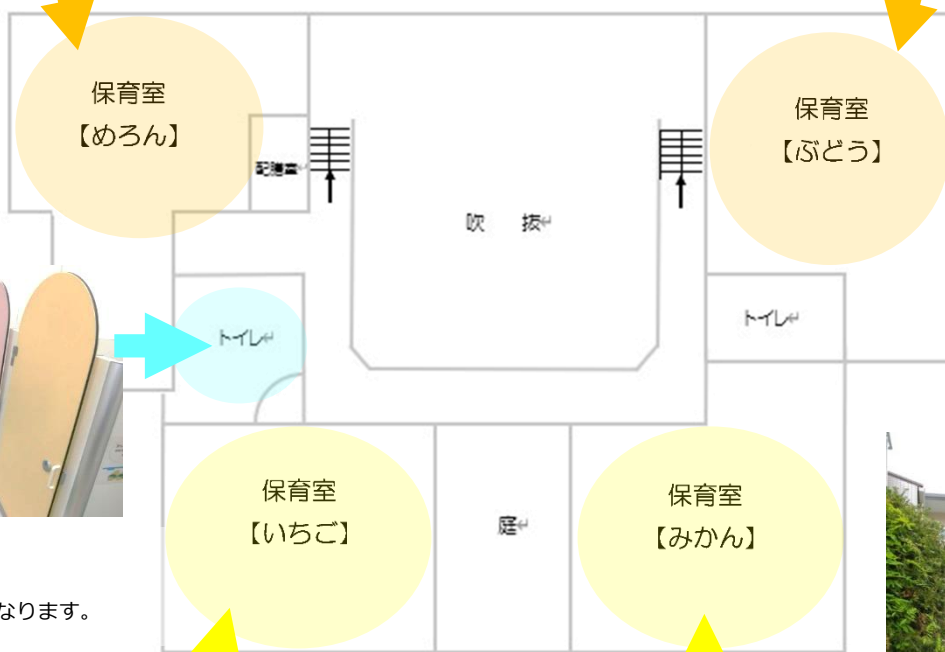 保育室
【めろん】
保育室
【ぶどう】
配膳室
吹 抜
トイレ
トイレ
保育室
【いちご】
庭
保育室
【みかん】
なります。